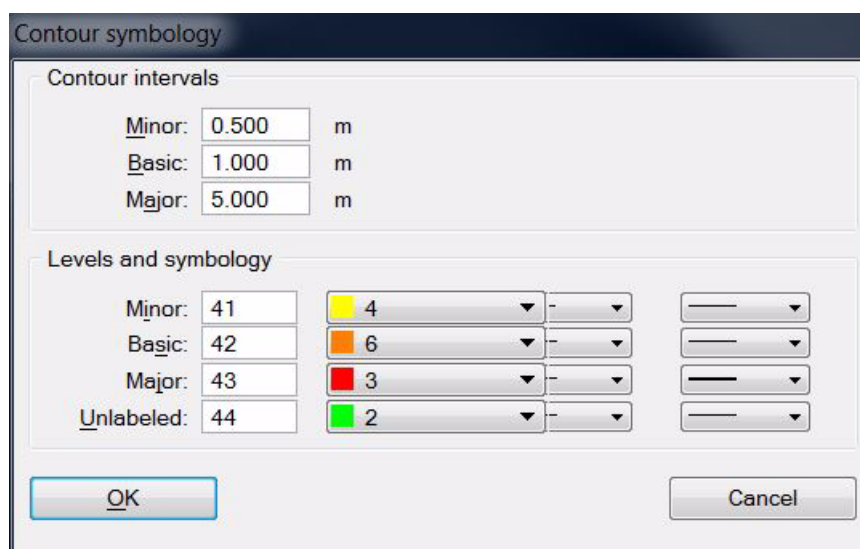 Contour symbology
Contour intervals
Minor: 0.500 m
Basic: 1.000 m
Major: 5.000 m
Levels and symbology
Minor: 41 4
Basic: 42 6
Major: 43 3
Unlabeled: 44 2
OK Cancel